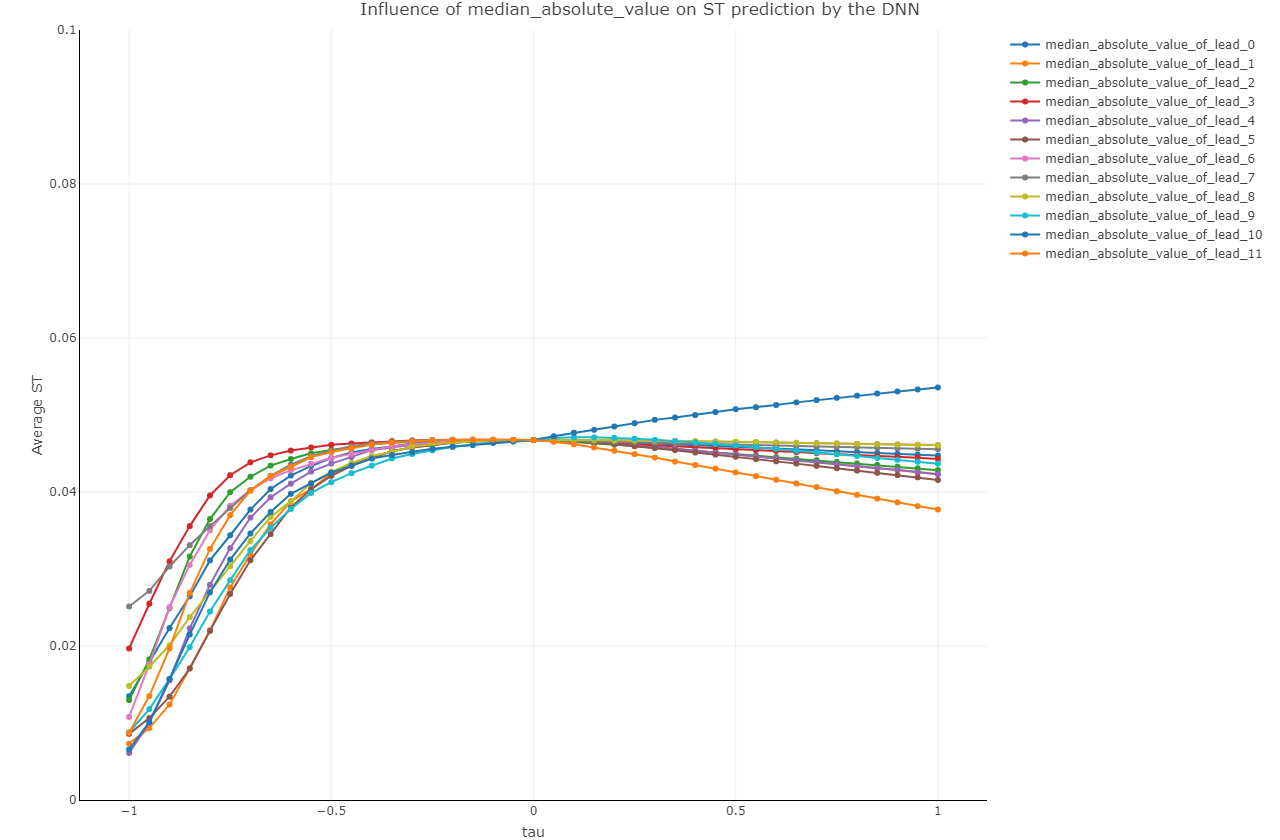 Influence of median_absolute_value on ST prediction by the DNN
0.1
0.08
0.06
0.04
0.02
0
Average ST
−1
−0.5
0
0.5
1
tau
median_absolute_value_of_lead_0
median_absolute_value_of_lead_1
median_absolute_value_of_lead_2
median_absolute_value_of_lead_3
median_absolute_value_of_lead_4
median_absolute_value_of_lead_5
median_absolute_value_of_lead_6
median_absolute_value_of_lead_7
median_absolute_value_of_lead_8
median_absolute_value_of_lead_9
median_absolute_value_of_lead_10
median_absolute_value_of_lead_11